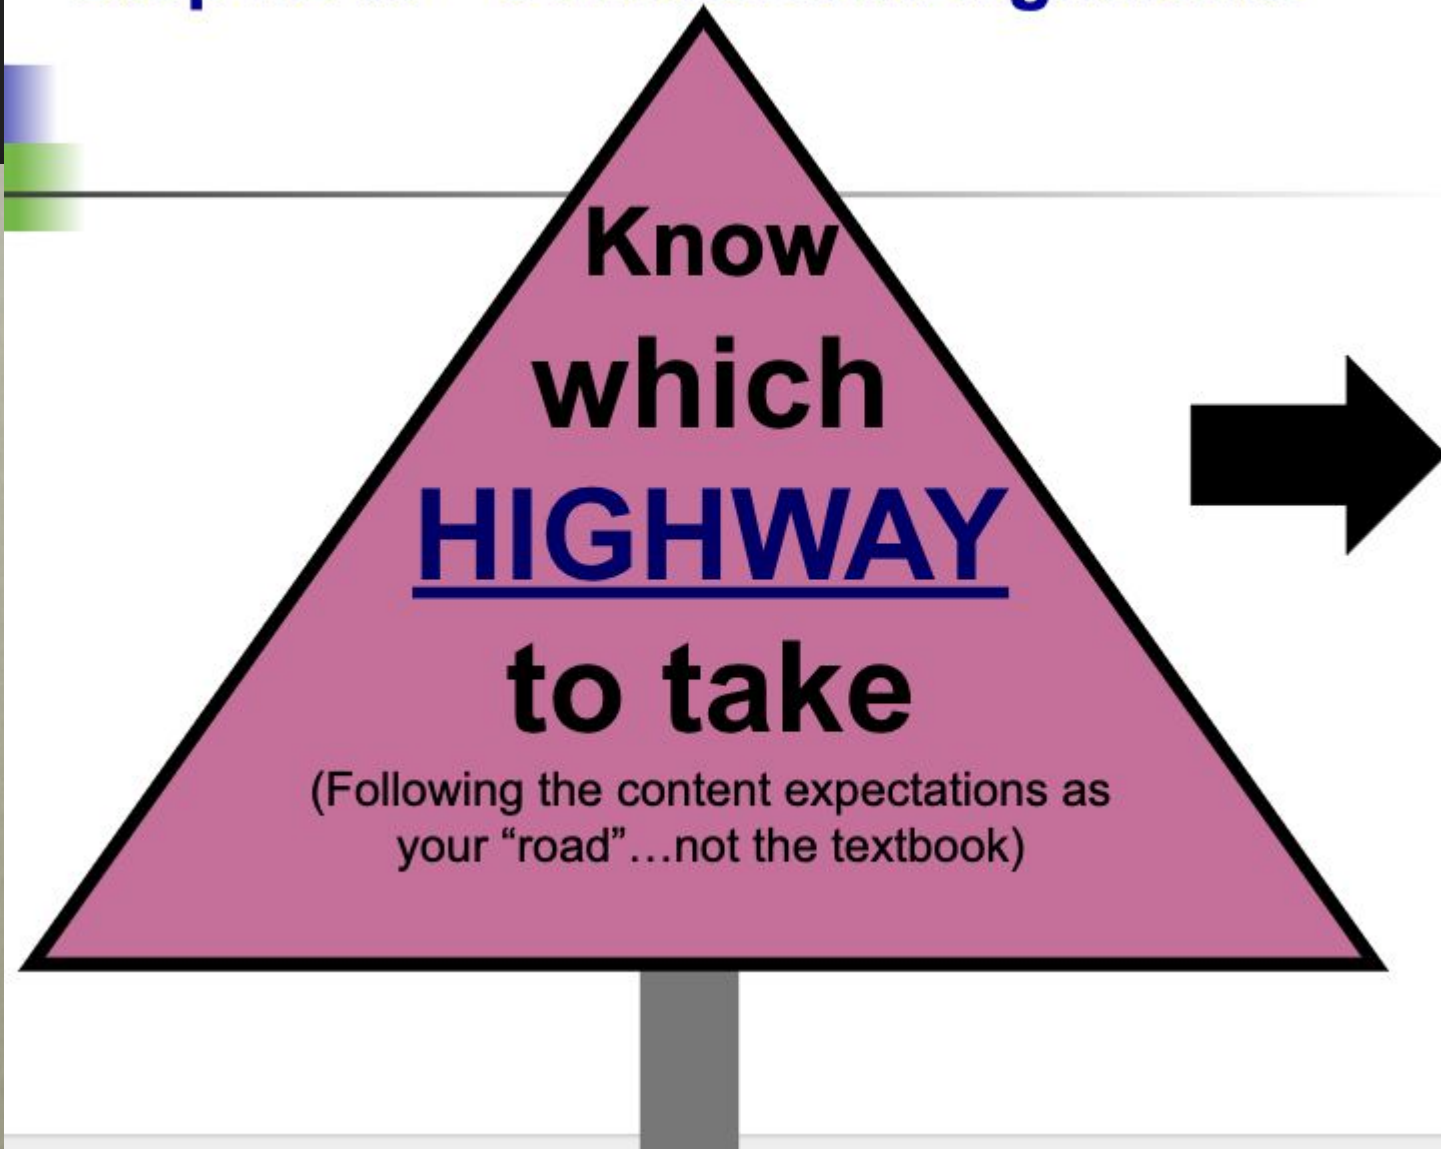 Know
which
HIGHWAY
to take
(Following the content expectations as
your “road”…not the textbook)